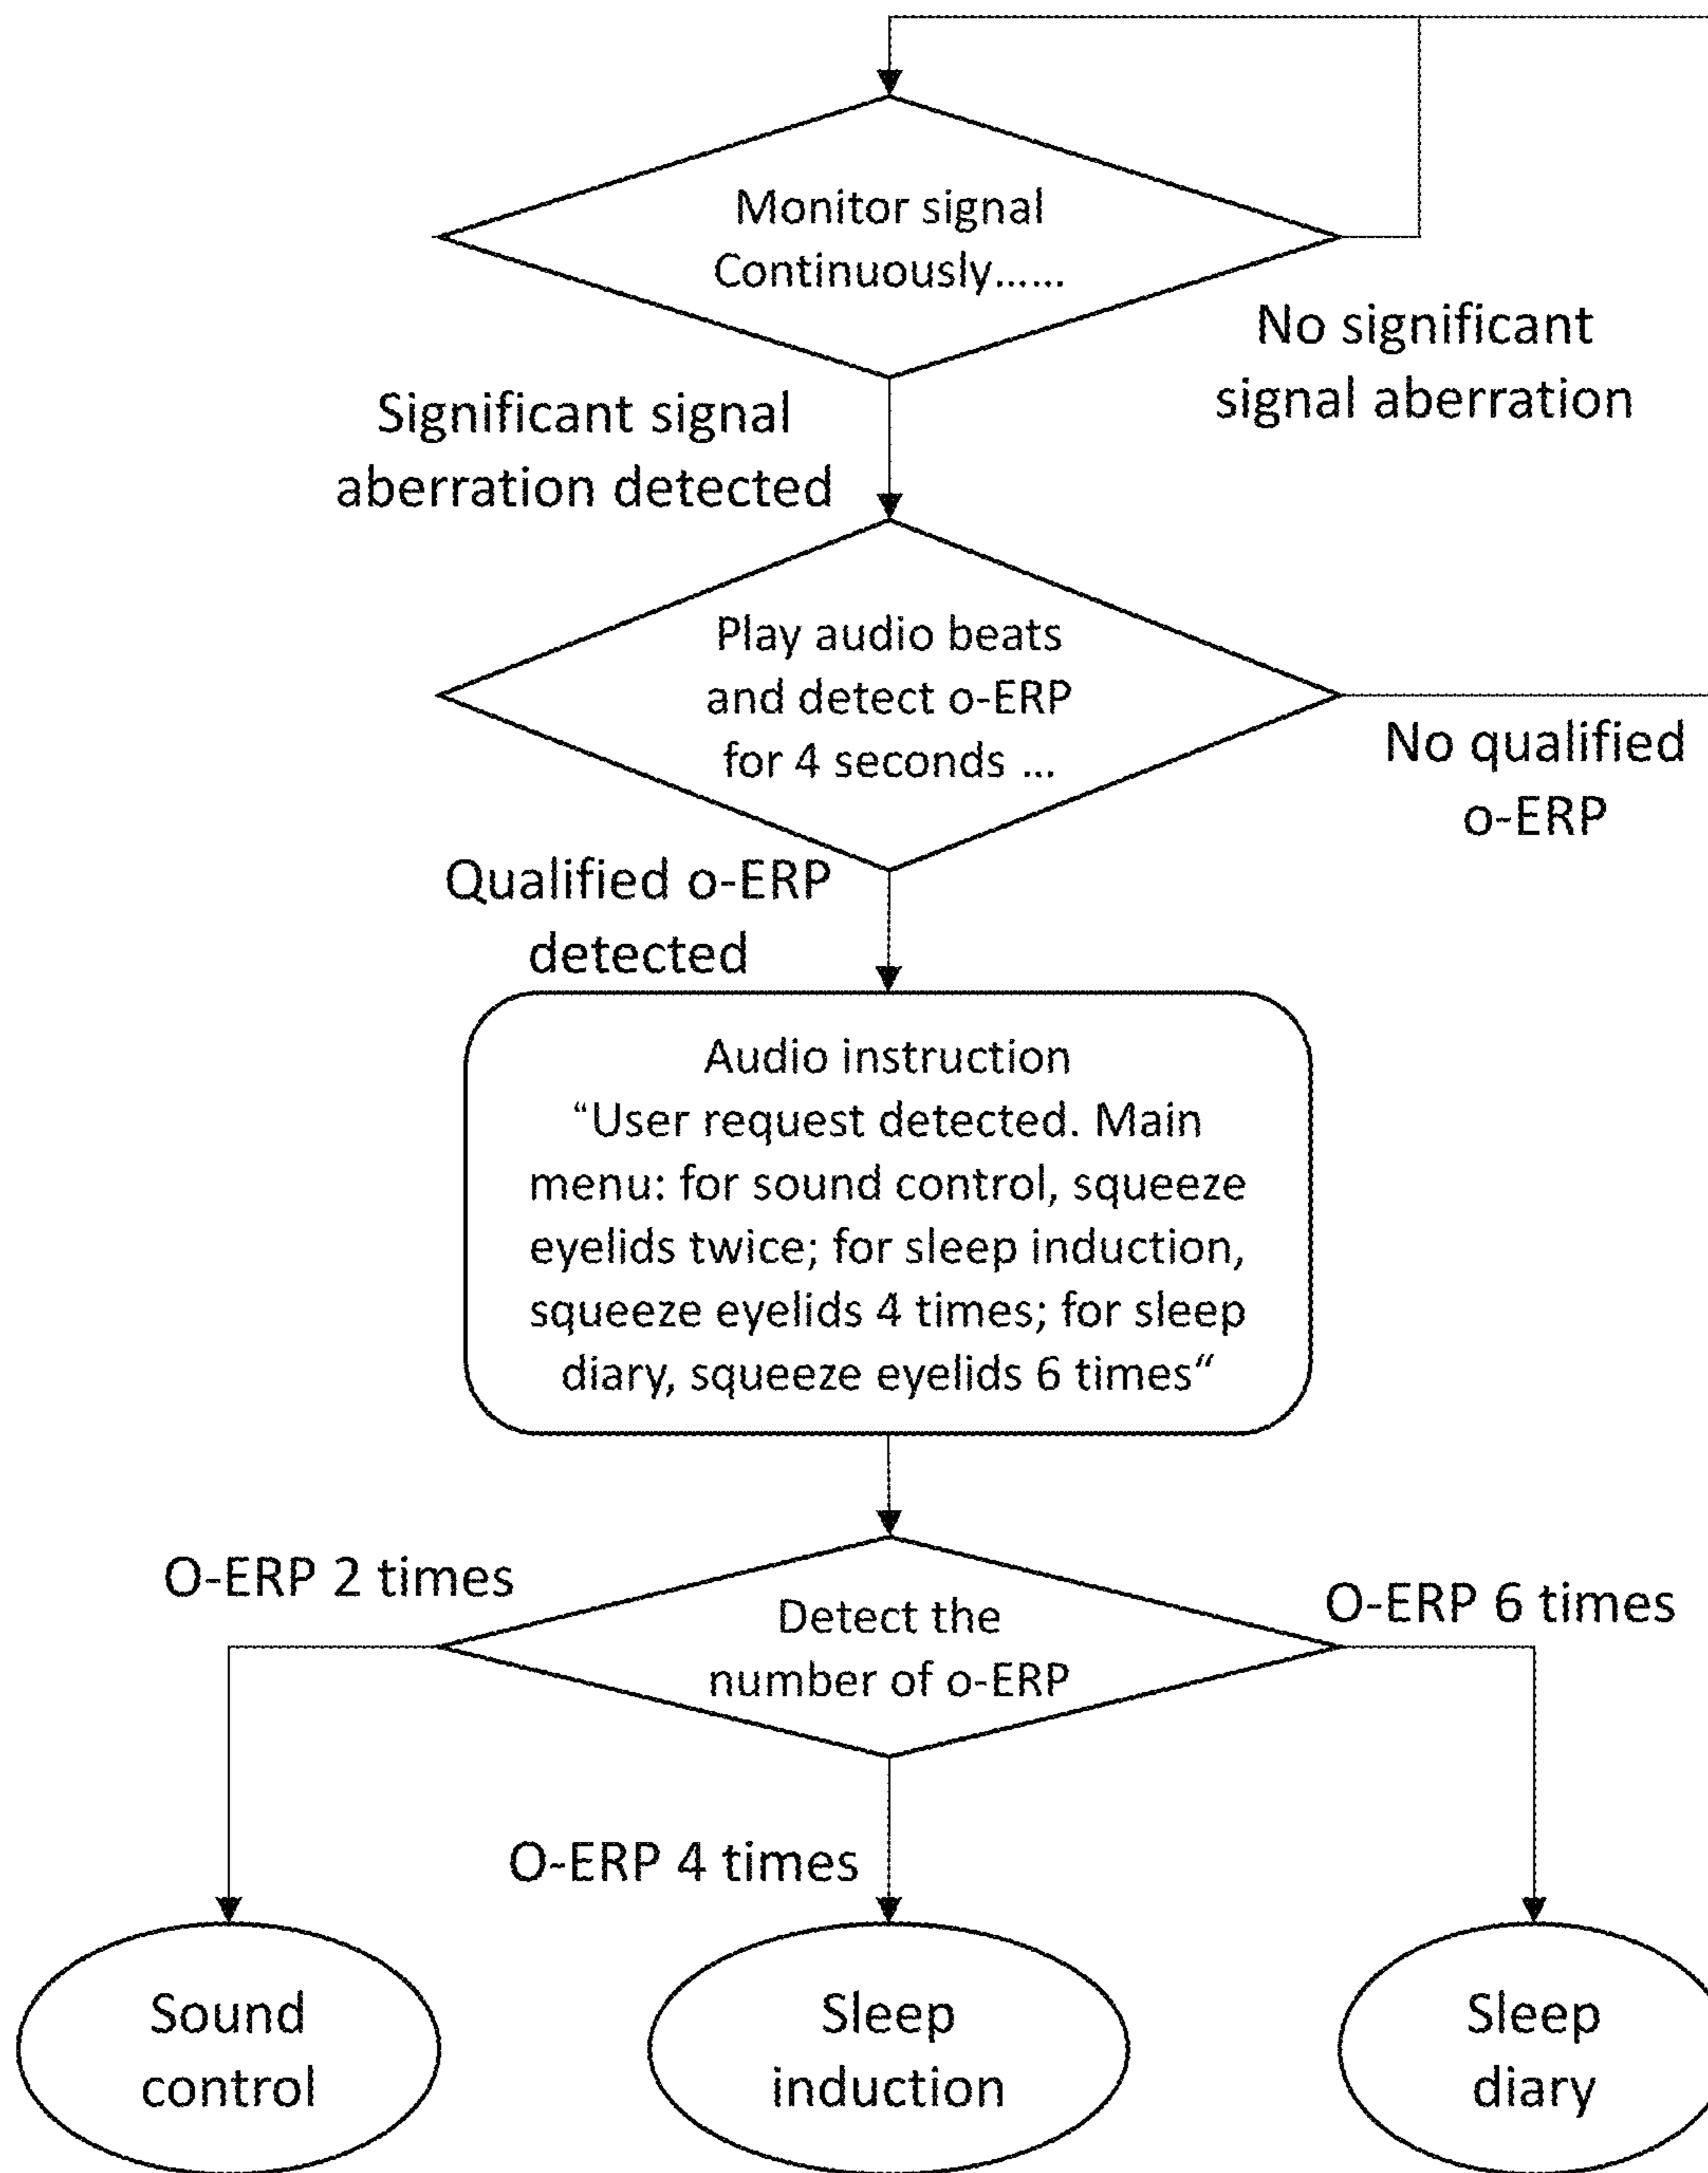 Monitor signal
Continuously......
No significant
signal aberration
Significant signal
aberration detected
Play audio beats
and detect o-ERP
for 4 seconds ...
No qualified
o-ERP
Qualified o-ERP
detected
Audio instruction
“User request detected. Main
menu: for sound control, squeeze
eyelids twice; for sleep induction,
squeeze eyelids 4 times; for sleep
diary, squeeze eyelids 6 times“
O-ERP 2 times
Detect the
number of o-ERP
O-ERP 6 times
O-ERP 4 times
Sound
control
Sleep
induction
Sleep
diary